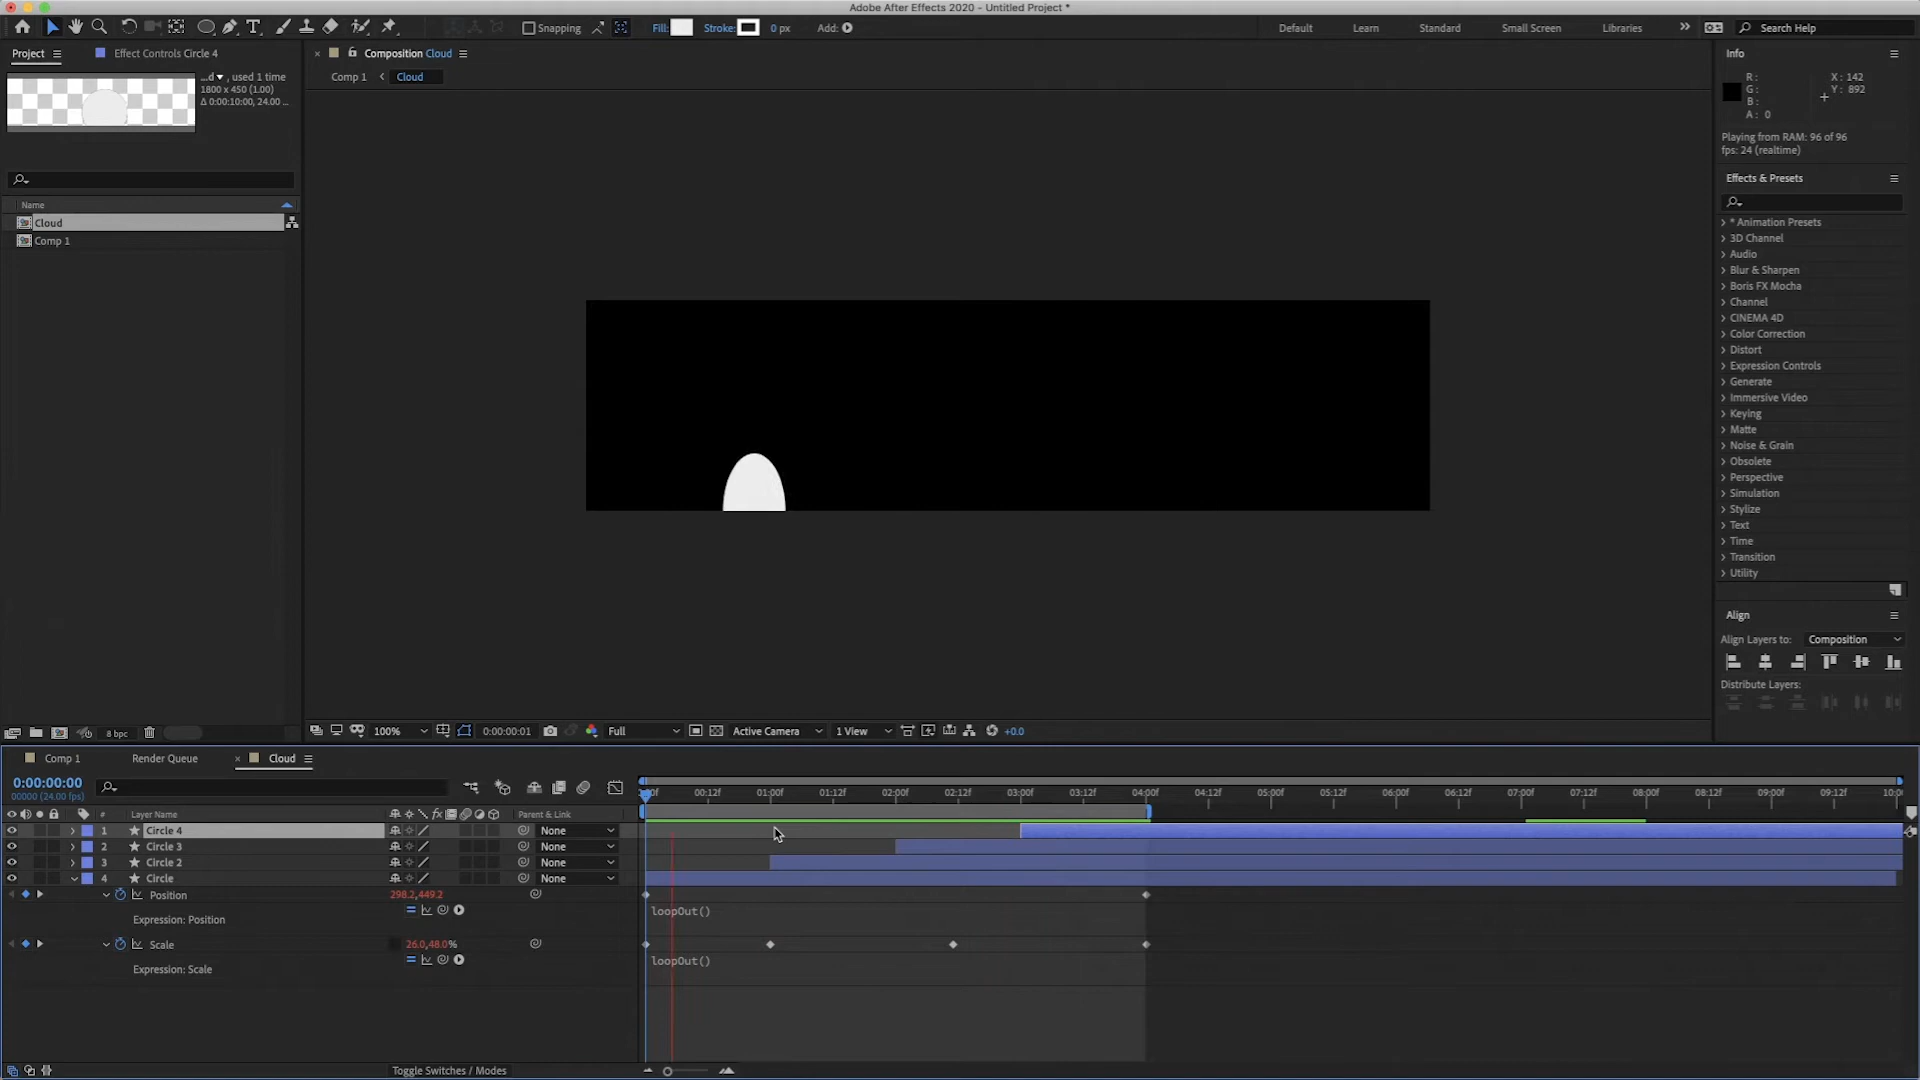 Adobe After Effects 2020 - Untitled Project *
Snapping
Fill:
Stroke:
0 px
Add:
Default
Learn
Standard
Small Screen
Libraries
Search Help
Project
Effect Controls Circle 4
Composition Cloud
Info
...d, used 1 time
1800 x 450 (1.00)
Δ 0:00:10:00, 24.00 ...
Comp 1
Cloud
R:
G:
B:
A: 0
X: 142
Y: 892
Playing from RAM: 96 of 96
fps: 24 (realtime)
Effects & Presets
Name
Cloud
Comp 1
* Animation Presets
3D Channel
Audio
Blur & Sharpen
Boris FX Mocha
Channel
CINEMA 4D
Color Correction
Distort
Expression Controls
Generate
Immersive Video
Keying
Matte
Noise & Grain
Obsolete
Perspective
Simulation
Stylize
Text
Time
Transition
Utility
Align
Align Layers to:
Composition
Distribute Layers:
8 bpc
100%
0:00:00:01
Full
Active Camera
1 View
+0.0
Comp 1
Render Queue
Cloud
0:00:00:00
00000 (24.00 fps)
00:12f
01:00f
01:12f
02:00f
02:12f
03:00f
03:12f
04:00f
04:12f
05:00f
05:12f
06:00f
06:12f
07:00f
07:12f
08:00f
08:12f
09:00f
09:12f
# Layer Name
Parent & Link
1 Circle 4 None
2 Circle 3 None
3 Circle 2 None
4 Circle None
Position 298.2,449.2
Expression: Position
loopOut()
Scale 26.0,48.0%
Expression: Scale
loopOut()
Toggle Switches / Modes